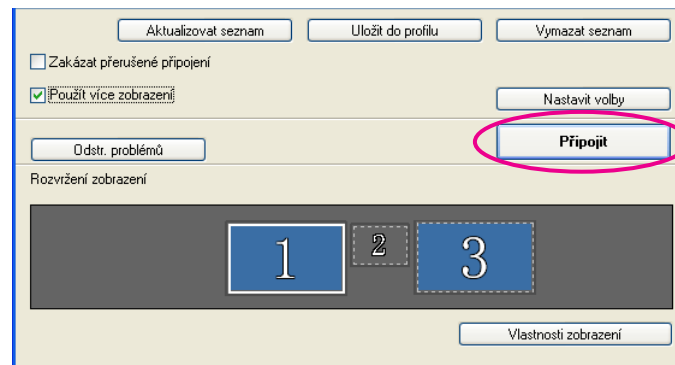 Aktualizovat seznam Uložit do profilu Vymazat seznam
Zakázat přerušené připojení
Použít více zobrazení
Nastavit volby
Odstr. problémů Připojit
Rozvržení zobrazení
1 2 3
Vlastnosti zobrazení